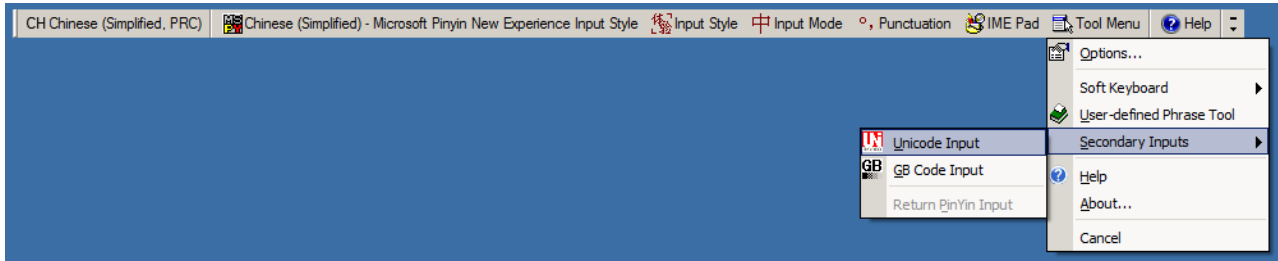 CH Chinese (Simplified, PRC) Chinese (Simplified) - Microsoft Pinyin New Experience Input Style Input Style 中 Input Mode °, Punctuation IME Pad Tool Menu Help
Options...
Soft Keyboard
User-defined Phrase Tool
Secondary Inputs
Unicode Input
GB GB Code Input
Return PinYin Input
Help
About...
Cancel